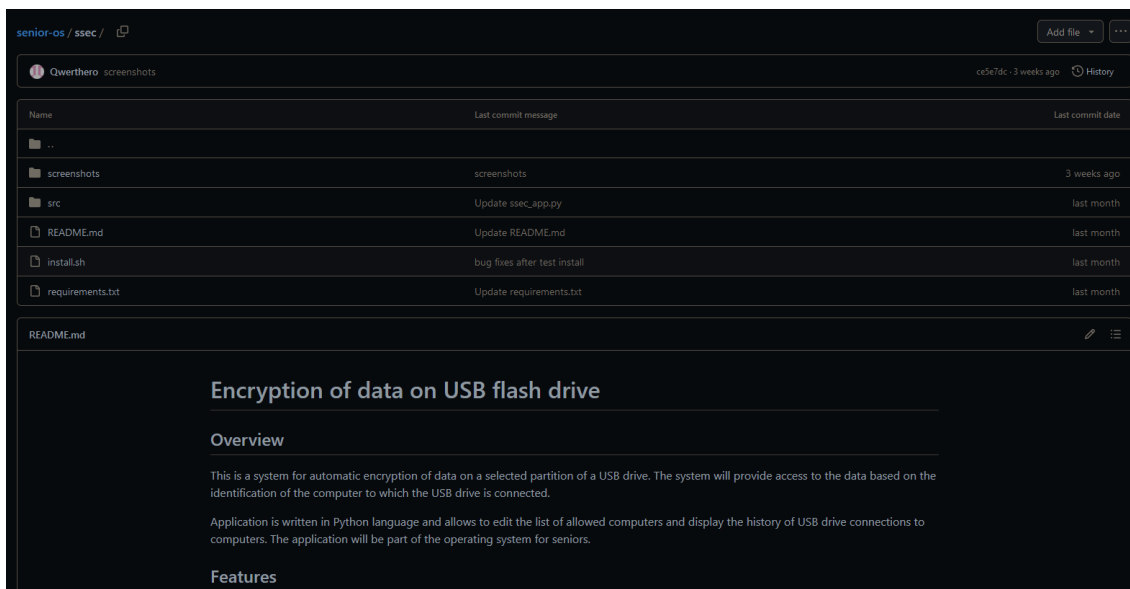 senior-os / ssec /
Add file
Qwerthero screenshots
ce5e7dc · 3 weeks ago History
Name Last commit message Last commit date
..
screenshots screenshots 3 weeks ago
src Update ssec_app.py last month
README.md Update README.md last month
install.sh bug fixes after test install last month
requirements.txt Update requirements.txt last month
README.md
Encryption of data on USB flash drive
Overview
This is a system for automatic encryption of data on a selected partition of a USB drive. The system will provide access to the data based on the
identification of the computer to which the USB drive is connected.
Application is written in Python language and allows to edit the list of allowed computers and display the history of USB drive connections to
computers. The application will be part of the operating system for seniors.
Features